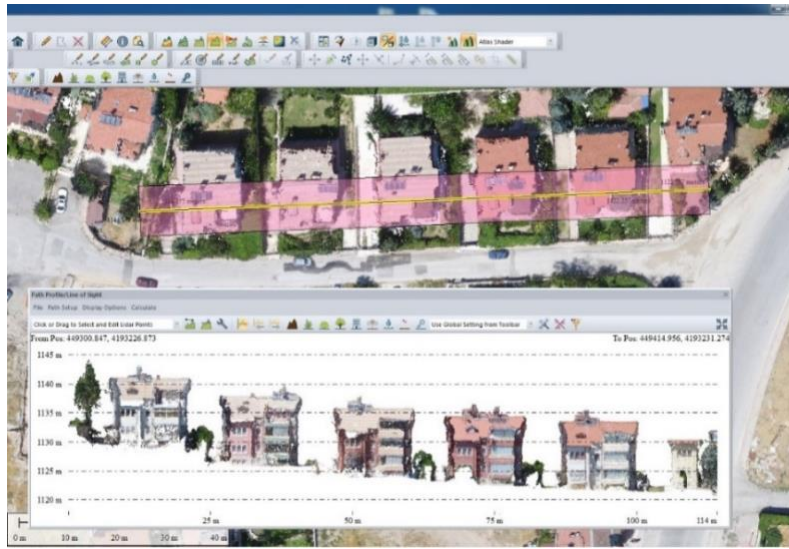 Atlas Shader
Path Profile/Line of Sight
File Path Setup Display Options Calculate
Click or Drag to Select and Edit Lidar Points
Use Global Setting from Toolbar
From Pos: 449300.847, 4193226.873
To Pos: 449414.956, 4193231.274
1145 m
1140 m
1135 m
1130 m
1125 m
1120 m
25 m
50 m
75 m
100 m
114 m
0 m
10 m
20 m
30 m
40 m